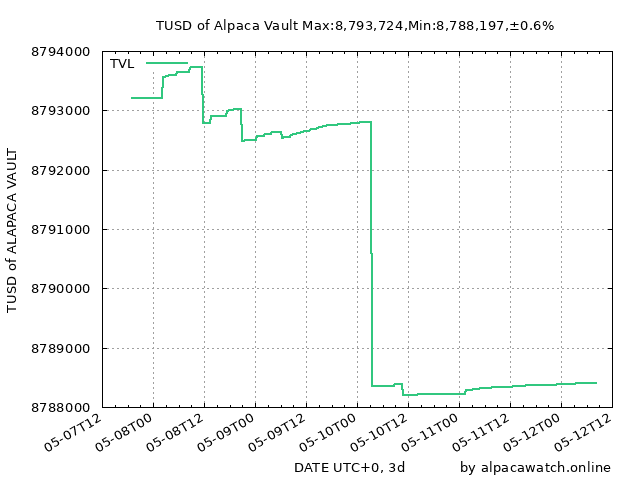 TUSD of Alpaca Vault Max:8,793,724,Min:8,788,197,±0.6%
8794000
TVL
8793000
8792000
8791000
8790000
8789000
8788000
TUSD of ALAPACA VAULT
05-07T12
05-08T00
05-08T12
05-09T00
05-09T12
05-10T00
05-10T12
05-11T00
05-11T12
05-12T00
05-12T12
DATE UTC+0, 3d
by alpacawatch.online